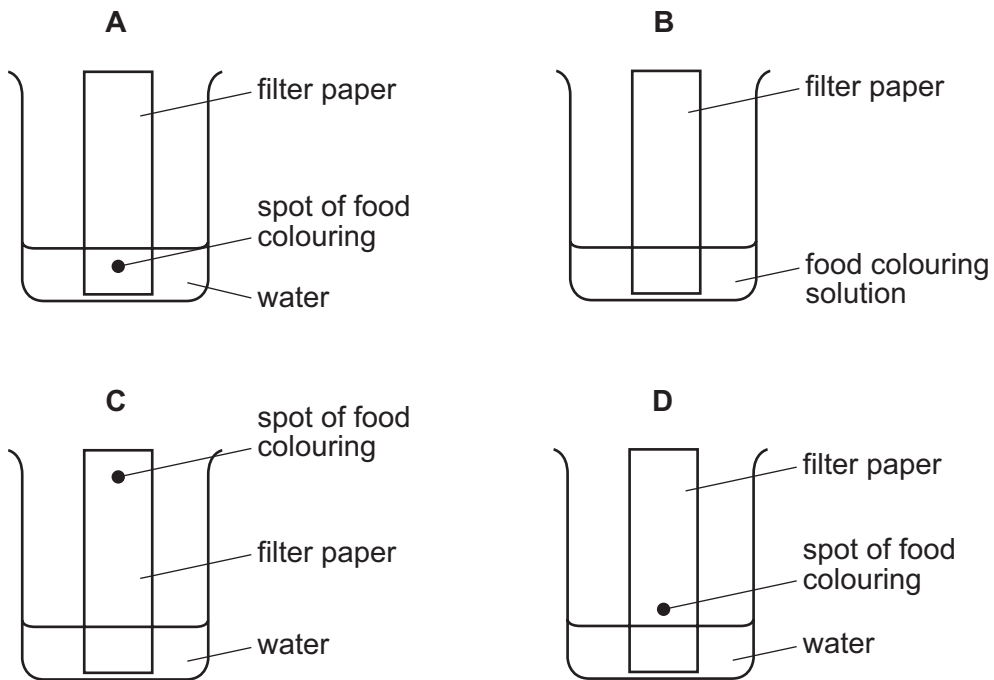 A
filter paper
spot of food
colouring
water
B
filter paper
food colouring
solution
C
spot of food
colouring
filter paper
water
D
filter paper
spot of food
colouring
water